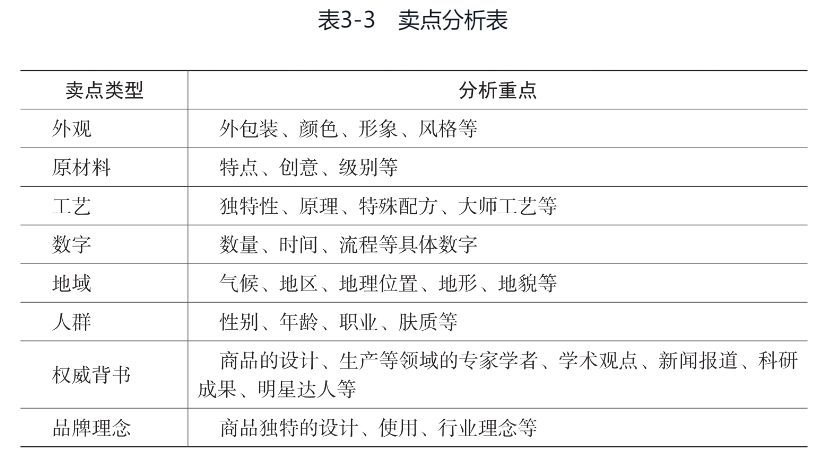 表3-3 卖点分析表
卖点类型 分析重点
外观 外包装、颜色、形象、风格等
原材料 特点、创意、级别等
工艺 独特性、原理、特殊配方、大师工艺等
数字 数量、时间、流程等具体数字
地域 气候、地区、地理位置、地形、地貌等
人群 性别、年龄、职业、肤质等
权威背书 商品的设计、生产等领域的专家学者、学术观点、新闻报道、科研
成果、明星达人等
品牌理念 商品独特的设计、使用、行业理念等